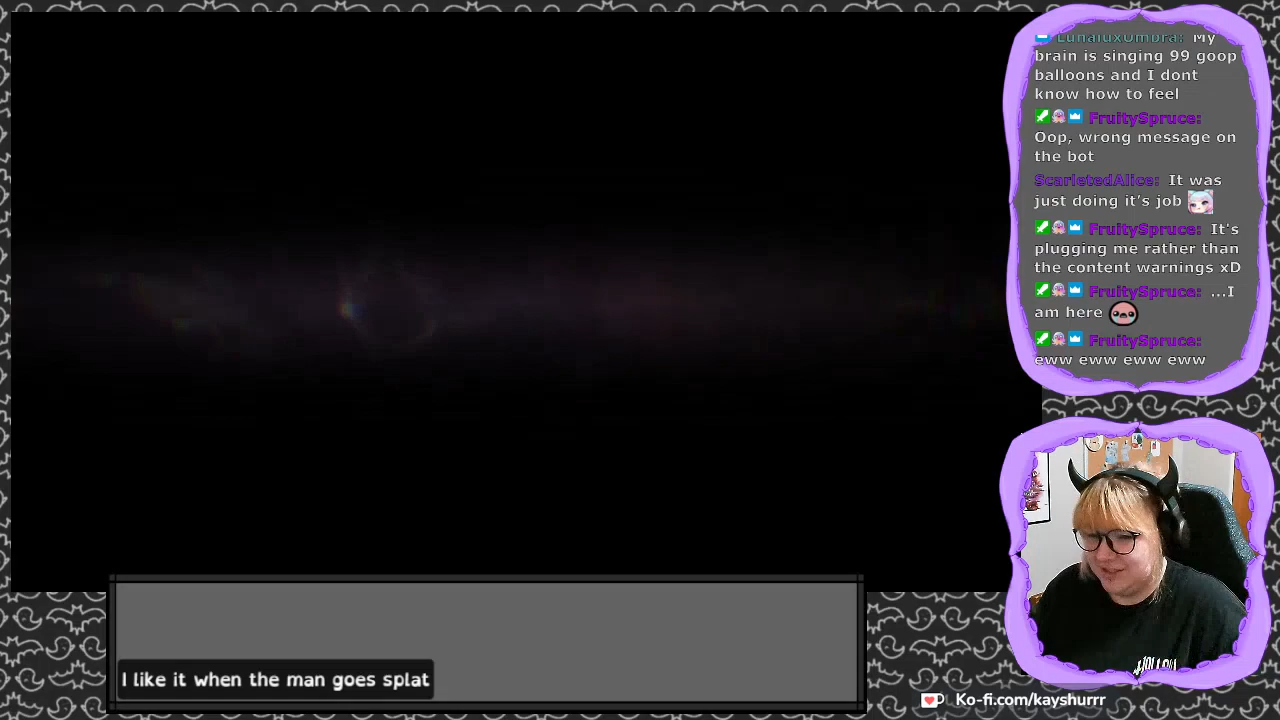 LunaluxUmbra: My
brain is singing 99 goop
balloons and I dont
know how to feel
FruitySpruce:
Oop, wrong message on
the bot
ScarletedAlice: It was
just doing it's job
FruitySpruce: It's
plugging me rather than
the content warnings xD
FruitySpruce: ...I
am here
FruitySpruce:
eww eww eww eww
I like it when the man goes splat
Ko-fi.com/kayshurrr